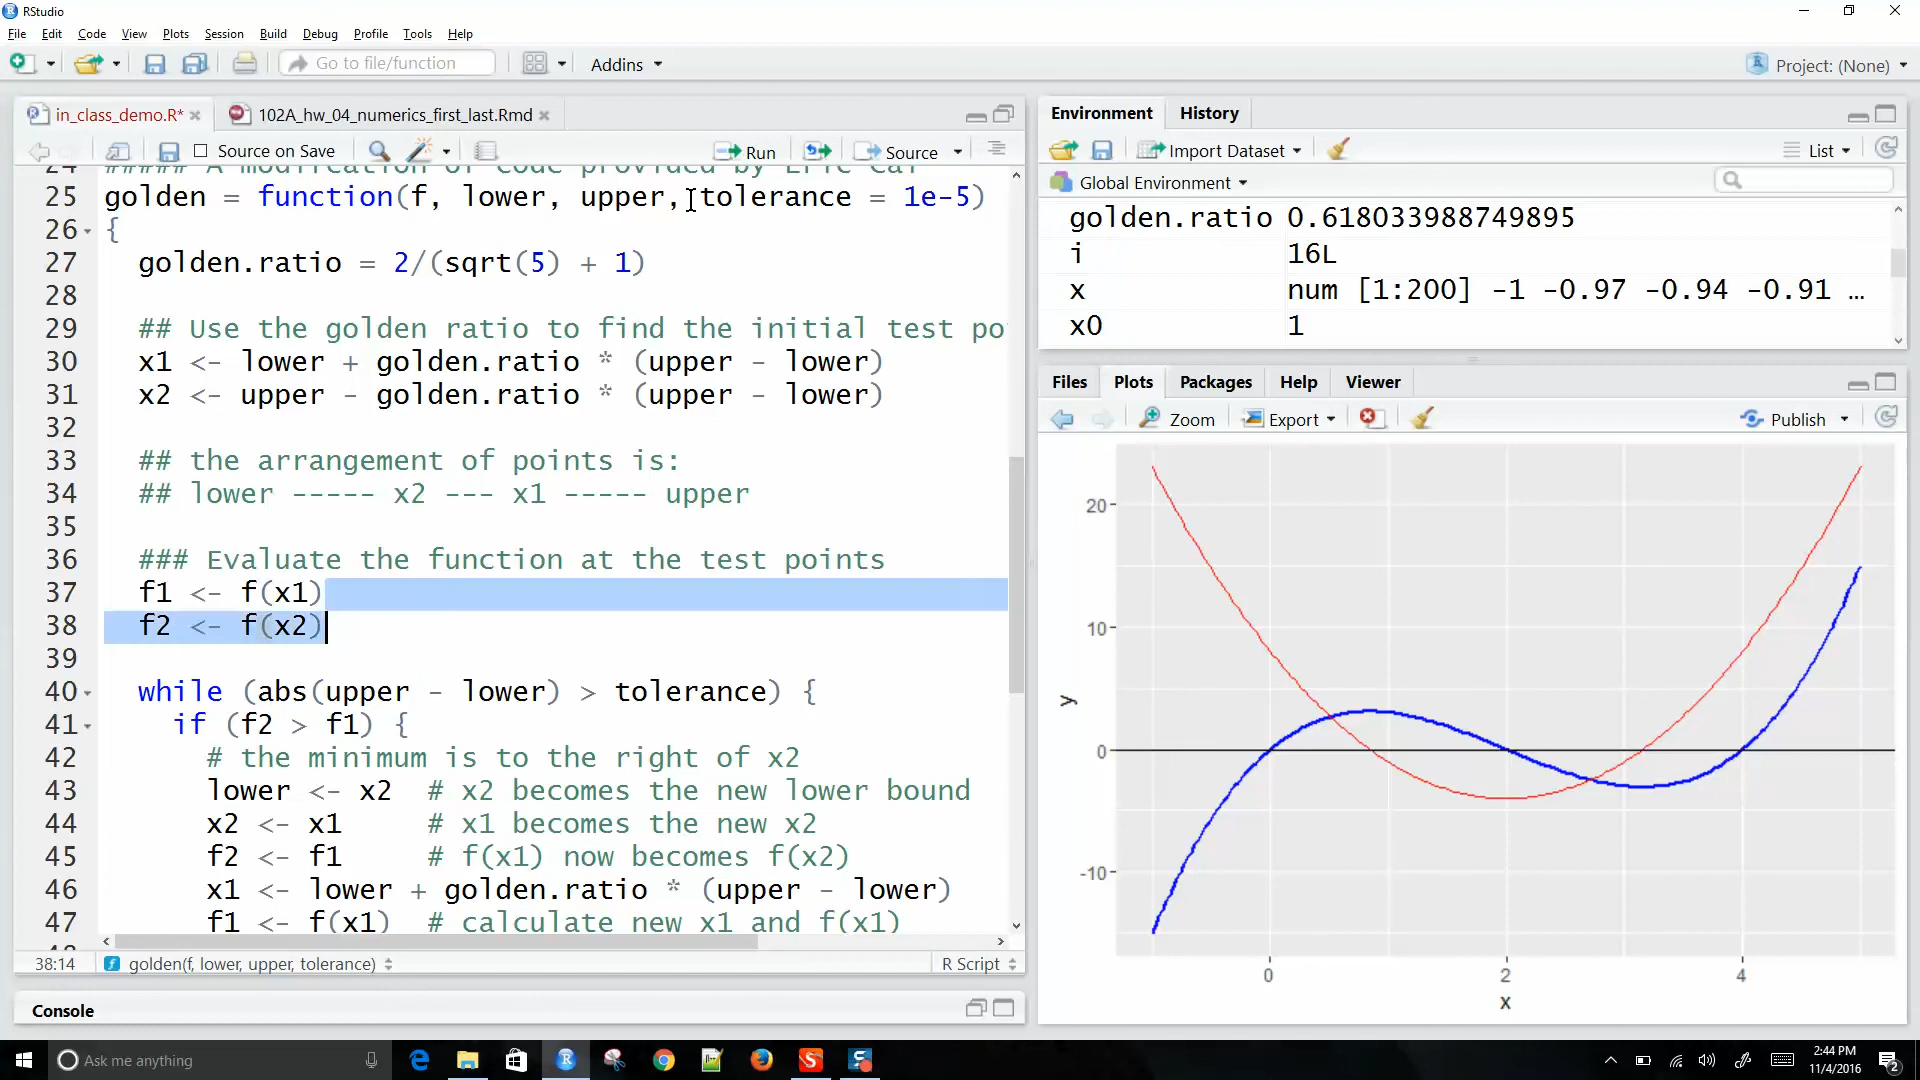 RStudio
File Edit Code View Plots Session Build Debug Profile Tools Help
Go to file/function Addins Project: (None)
in_class_demo.R* 102A_hw_04_numerics_first_last.Rmd
Source on Save Run Source
24 ##### A modification of code provided by Eric Cai
25 golden = function(f, lower, upper, tolerance = 1e-5)
26 {
27 golden.ratio = 2/(sqrt(5) + 1)
28
29 ## Use the golden ratio to find the initial test po
30 x1 <- lower + golden.ratio * (upper - lower)
31 x2 <- upper - golden.ratio * (upper - lower)
32
33 ## the arrangement of points is:
34 ## lower ----- x2 --- x1 ----- upper
35
36 ### Evaluate the function at the test points
37 f1 <- f(x1)
38 f2 <- f(x2)
39
40 while (abs(upper - lower) > tolerance) {
41 if (f2 > f1) {
42 # the minimum is to the right of x2
43 lower <- x2 # x2 becomes the new lower bound
44 x2 <- x1 # x1 becomes the new x2
45 f2 <- f1 # f(x1) now becomes f(x2)
46 x1 <- lower + golden.ratio * (upper - lower)
47 f1 <- f(x1) # calculate new x1 and f(x1)
38:14 golden(f, lower, upper, tolerance) R Script
Console
Environment History
Import Dataset List
Global Environment
golden.ratio 0.618033988749895
i 16L
x num [1:200] -1 -0.97 -0.94 -0.91 ...
x0 1
Files Plots Packages Help Viewer
Zoom Export Publish
20
10
0
-10
y
0 2 4
x
Ask me anything
2:44 PM
11/4/2016
2